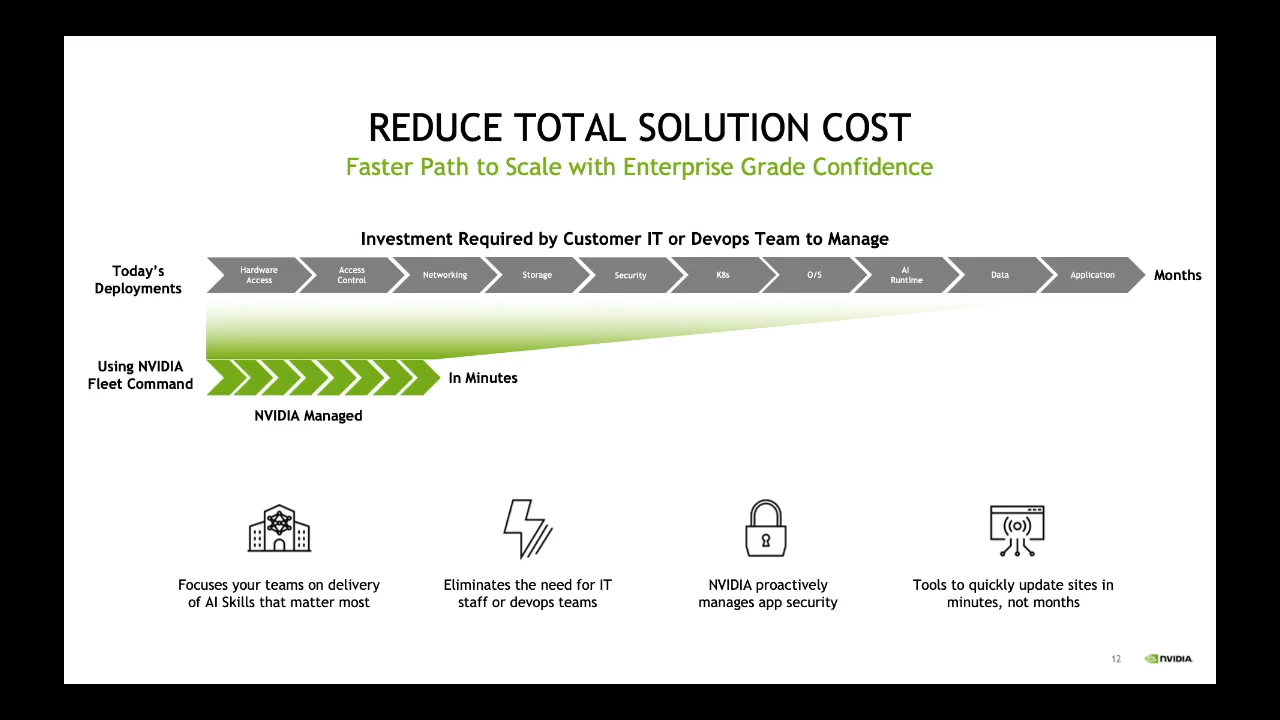 REDUCE TOTAL SOLUTION COST
Faster Path to Scale with Enterprise Grade Confidence
Investment Required by Customer IT or Devops Team to Manage
Today's
Deployments
Hardware
Access
Access
Control
Networking
Storage
Security
K8s
O/S
AI
Runtime
Data
Application
Months
Using NVIDIA
Fleet Command
In Minutes
NVIDIA Managed
Focuses your teams on delivery
of AI Skills that matter most
Eliminates the need for IT
staff or devops teams
NVIDIA proactively
manages app security
Tools to quickly update sites in
minutes, not months
12
NVIDIA.